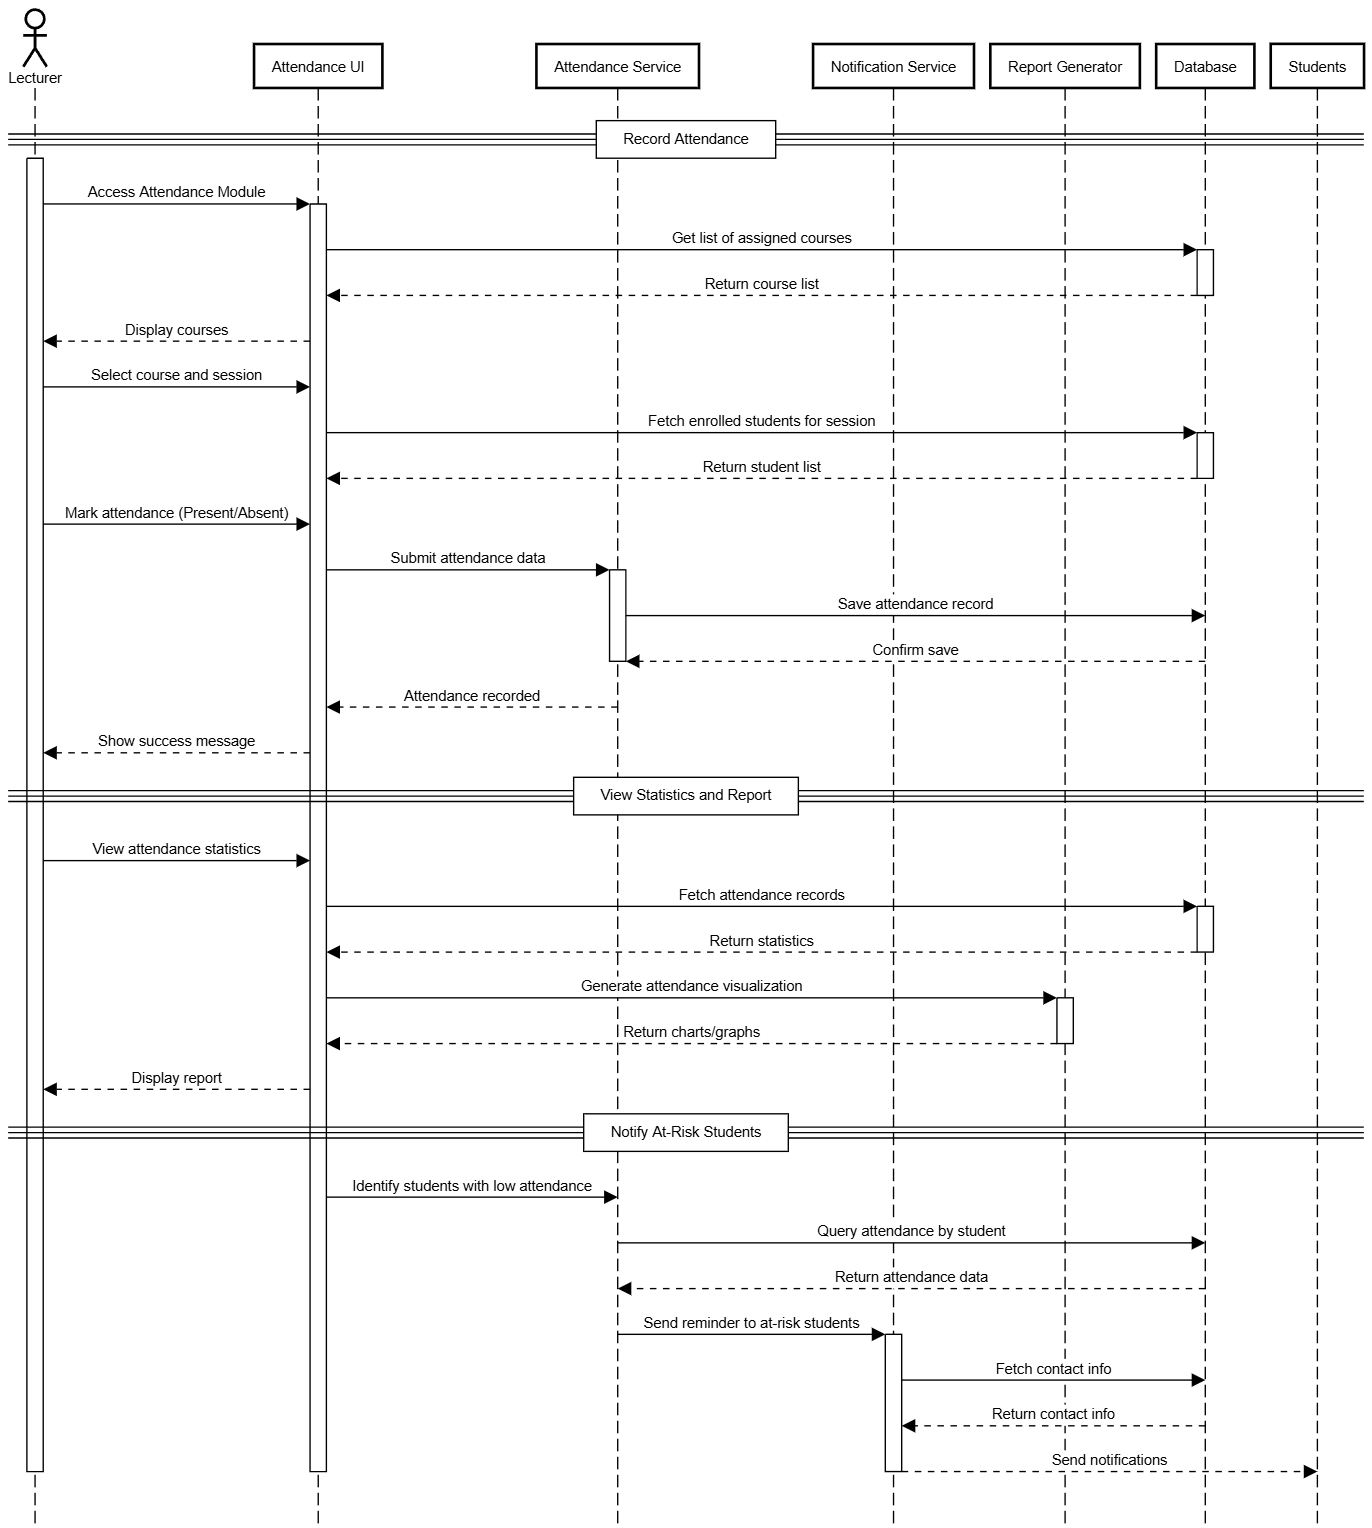 Lecturer
Attendance UI
Attendance Service
Notification Service
Report Generator
Database
Students
Record Attendance
Access Attendance Module
Get list of assigned courses
Return course list
Display courses
Select course and session
Fetch enrolled students for session
Return student list
Mark attendance (Present/Absent)
Submit attendance data
Save attendance record
Confirm save
Attendance recorded
Show success message
View Statistics and Report
View attendance statistics
Fetch attendance records
Return statistics
Generate attendance visualization
Return charts/graphs
Display report
Notify At-Risk Students
Identify students with low attendance
Query attendance by student
Return attendance data
Send reminder to at-risk students
Fetch contact info
Return contact info
Send notifications